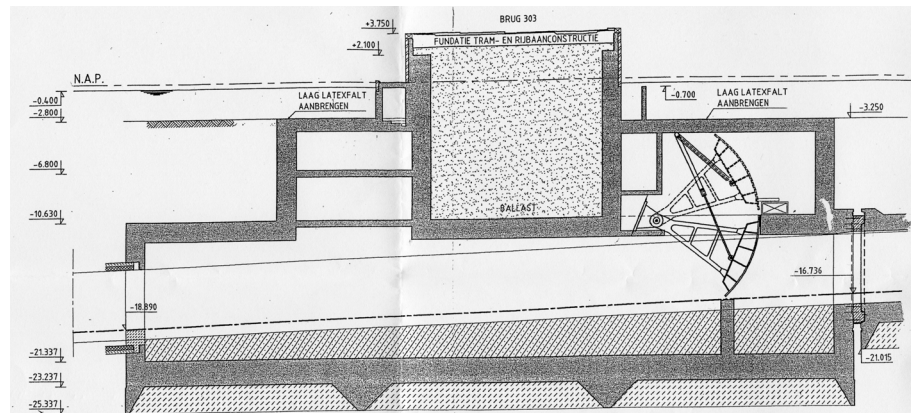 BRUG 303
+3.750
FUNDATIE TRAM- EN RIJBAANCONSTRUCTIE
+2.100
N.A.P.
-0.400
LAAG LATEXFALT
AANBRENGEN
-0.700
LAAG LATEXFALT
AANBRENGEN
-2.800
-3.250
-6.800
BALLAST
-10.630
-16.736
-18.890
-21.337
-21.015
-23.237
-25.337